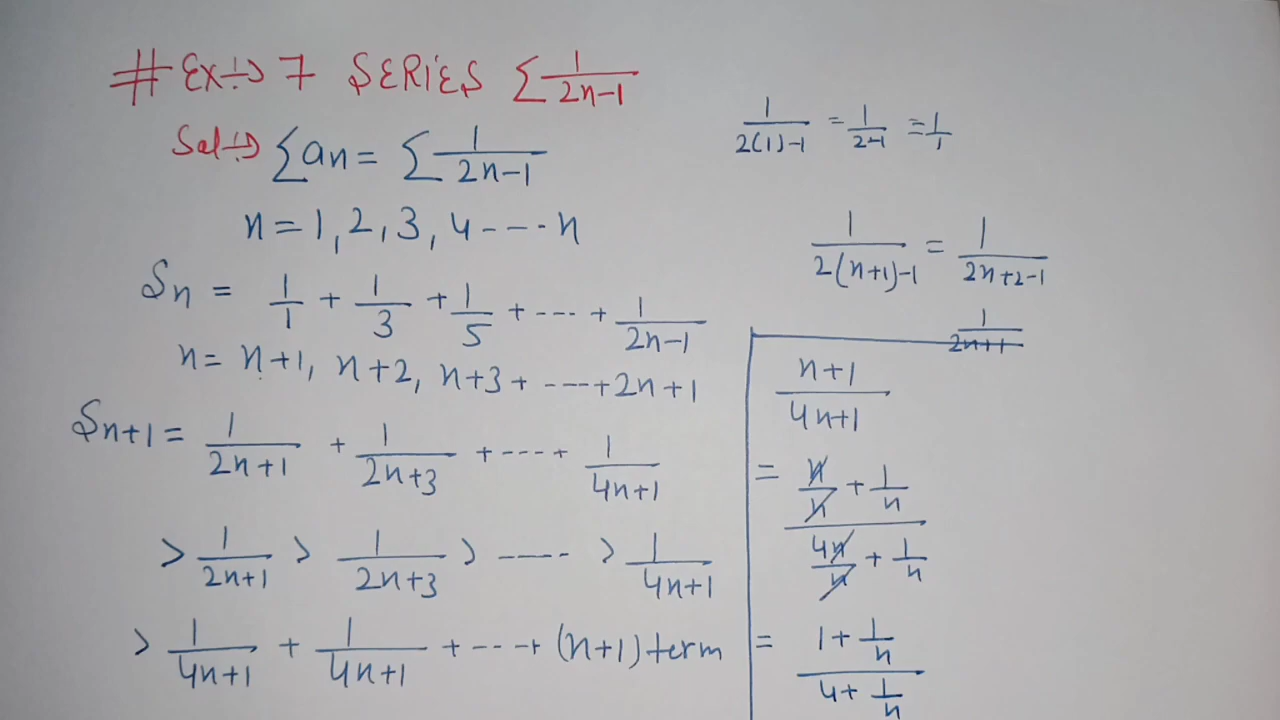 # Ex:-> 7 SERIES ∑ 1/(2n-1)
Sol:-> ∑an = ∑ 1/(2n-1)
n = 1, 2, 3, 4 ---- n
Sn = 1/1 + 1/3 + 1/5 + ---- + 1/(2n-1)
n = n+1, n+2, n+3 + ---- + 2n+1
Sn+1 = 1/(2n+1) + 1/(2n+3) + ---- + 1/(4n+1)
> 1/(2n+1) > 1/(2n+3) > ----- > 1/(4n+1)
> 1/(4n+1) + 1/(4n+1) + ---+ (n+1) term
1/(2(1)-1) = 1/(2-1) = 1/1
1/(2(n+1)-1) = 1/(2n+2-1)
1/(2n+1)
(n+1)/(4n+1)
= (n/n + 1/n)/(4n/n + 1/n)
= (1 + 1/n)/(4 + 1/n)